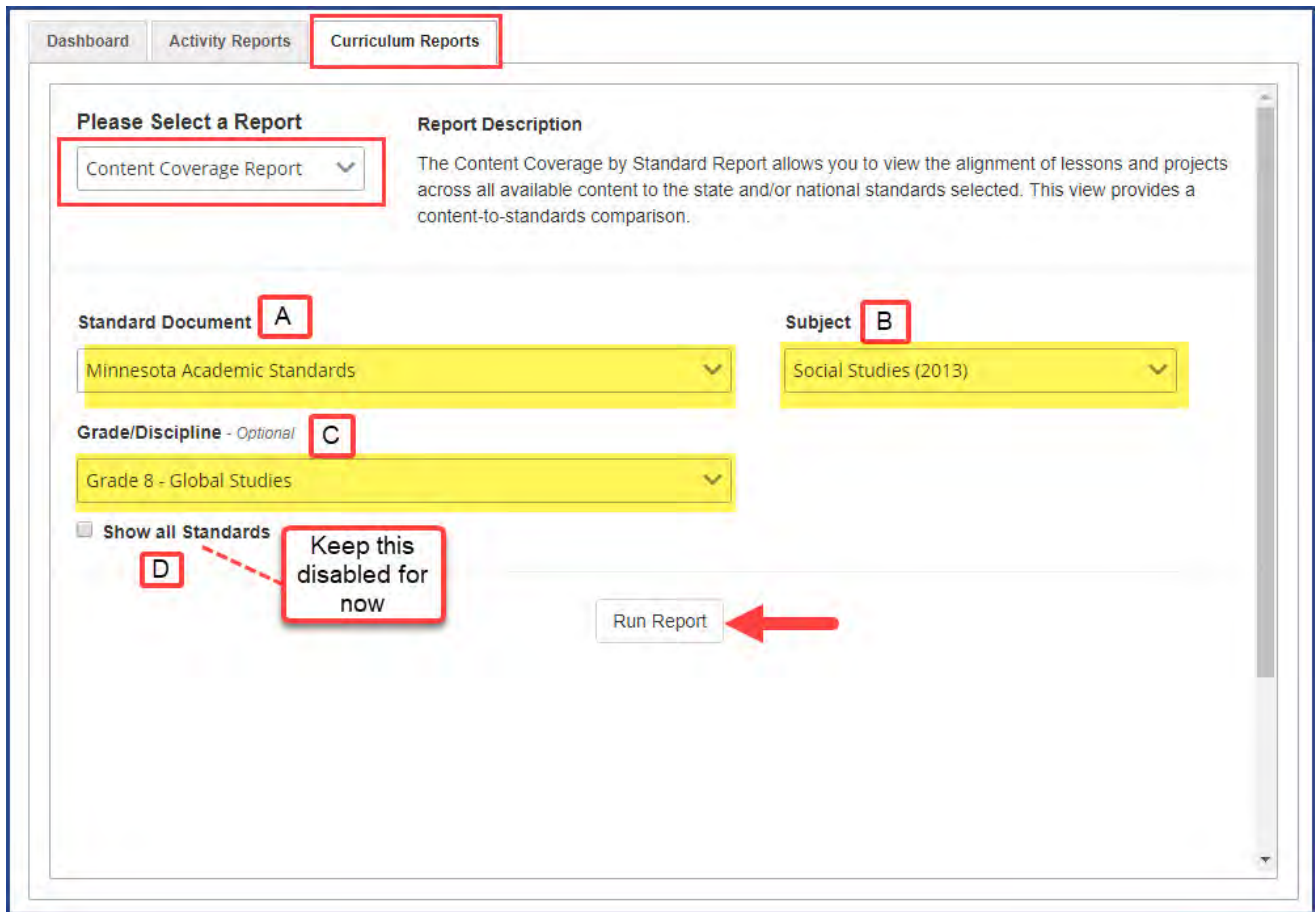 Dashboard
Activity Reports
Curriculum Reports
Please Select a Report
Content Coverage Report
Report Description
The Content Coverage by Standard Report allows you to view the alignment of lessons and projects
across all available content to the state and/or national standards selected. This view provides a
content-to-standards comparison.
Standard Document
A
Minnesota Academic Standards
Subject
B
Social Studies (2013)
Grade/Discipline - Optional
C
Grade 8 - Global Studies
Show all Standards
D
Keep this
disabled for
now
Run Report